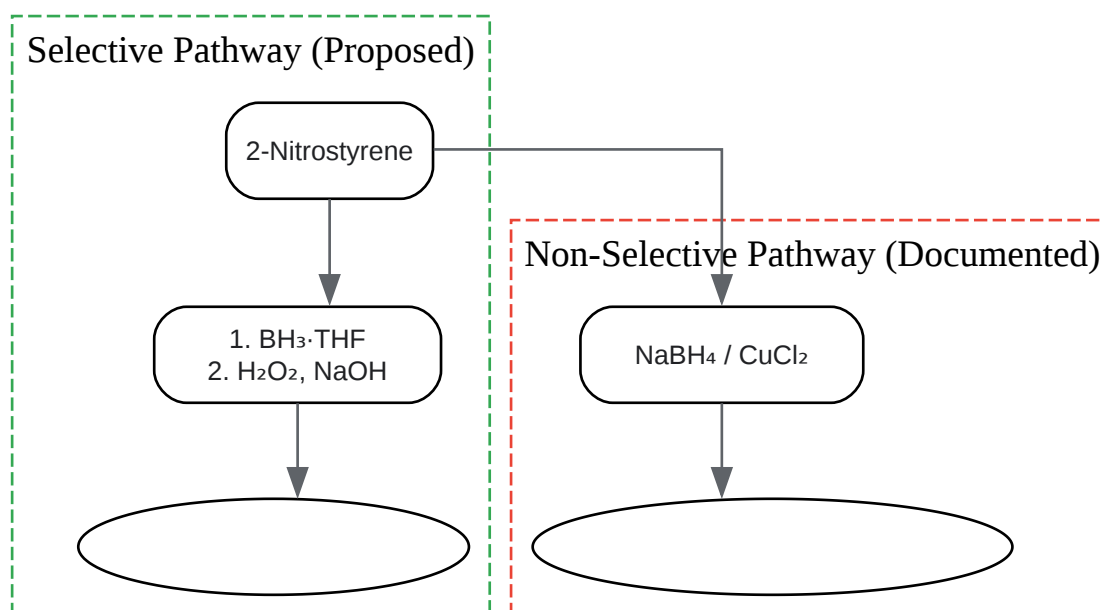 Selective Pathway (Proposed)
2-Nitrostyrene
1. BH₃·THF
2. H₂O₂, NaOH
Non-Selective Pathway (Documented)
NaBH₄ / CuCl₂